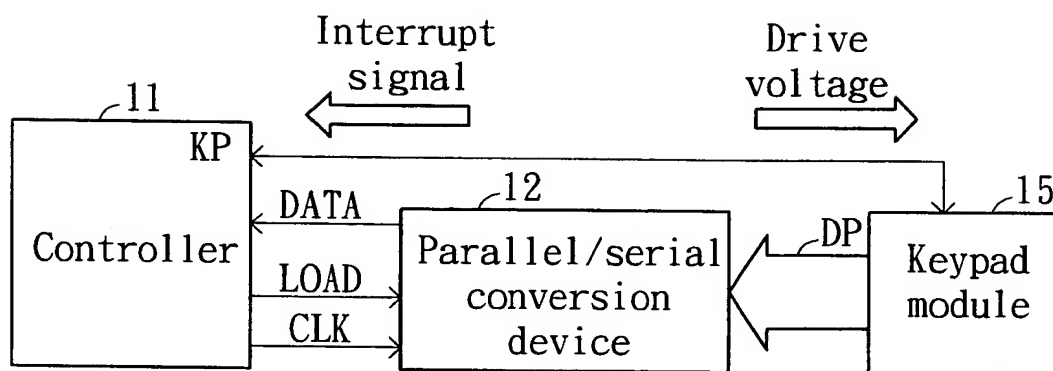 Interrupt
signal
Drive
voltage
11
KP
12
15
DATA
DP
Controller
Parallel/serial
conversion
device
Keypad
module
LOAD
CLK